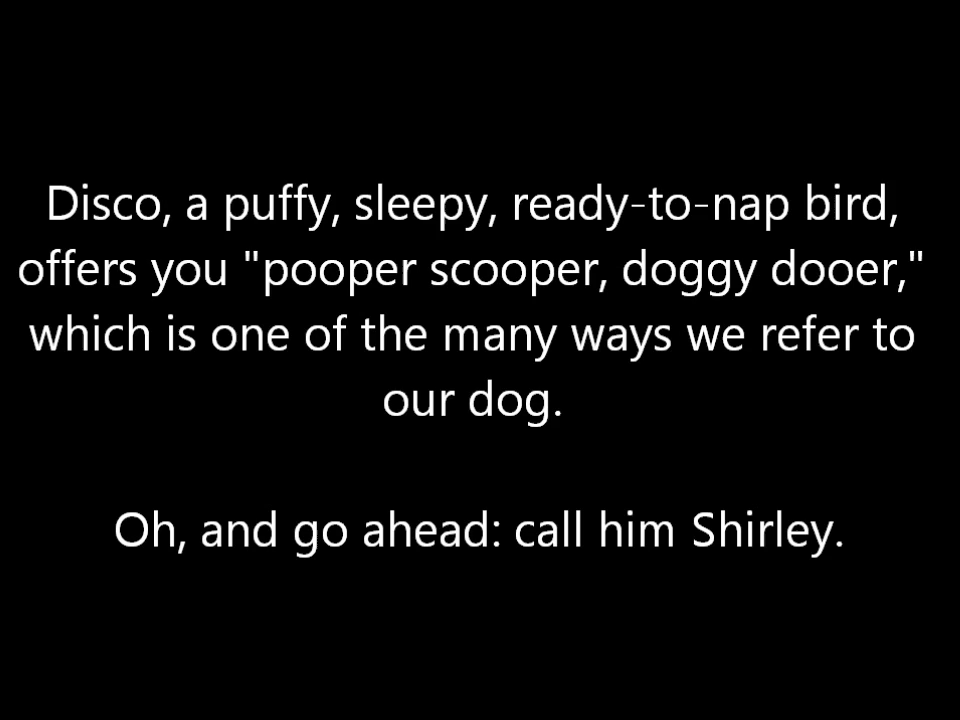 Disco, a puffy, sleepy, ready-to-nap bird,
offers you "pooper scooper, doggy dooer,"
which is one of the many ways we refer to
our dog.
Oh, and go ahead: call him Shirley.